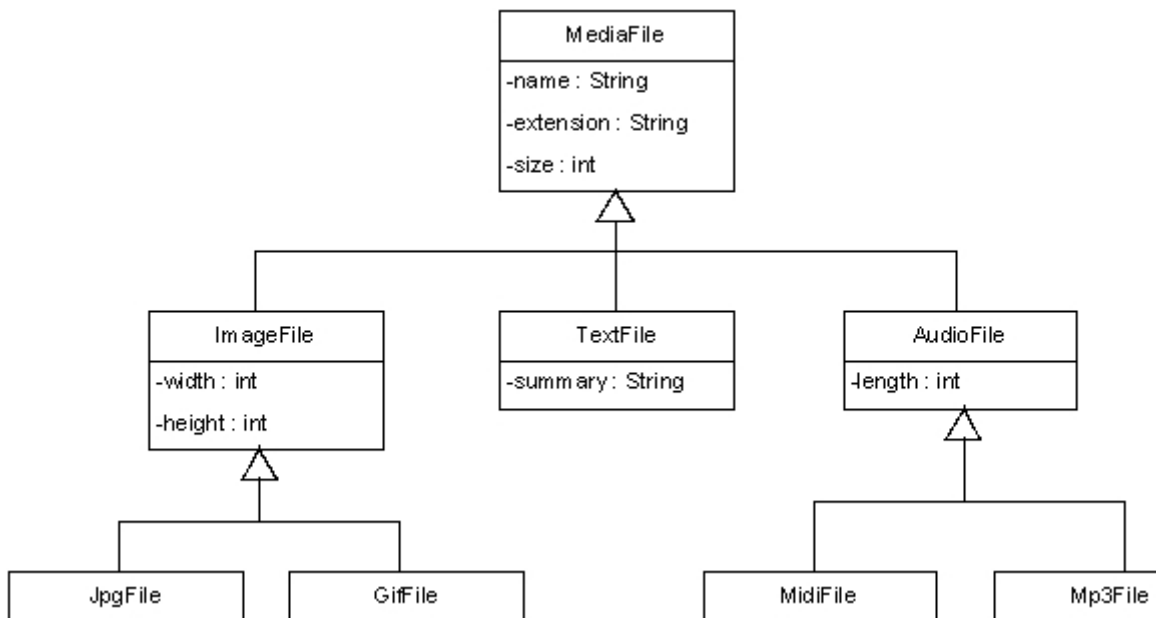 MediaFile
-name : String
-extension : String
-size : int
ImageFile
-width : int
-height : int
TextFile
-summary : String
AudioFile
-length : int
JpgFile
GifFile
MidiFile
Mp3File